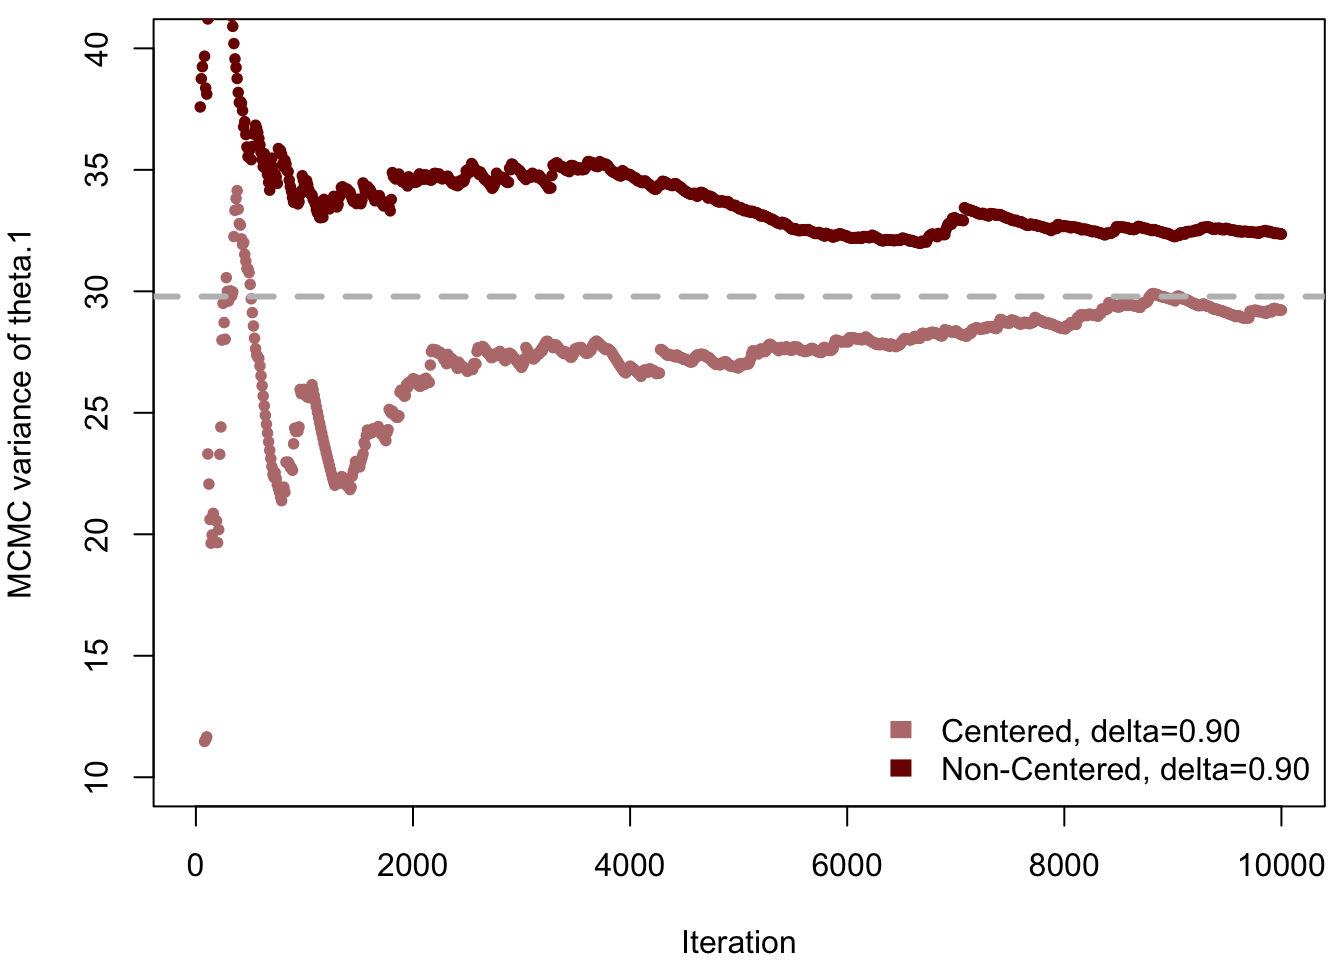 MCMC variance of theta.1
40
35
30
25
20
15
10
Centered, delta=0.90
Non-Centered, delta=0.90
0 2000 4000 6000 8000 10000
Iteration